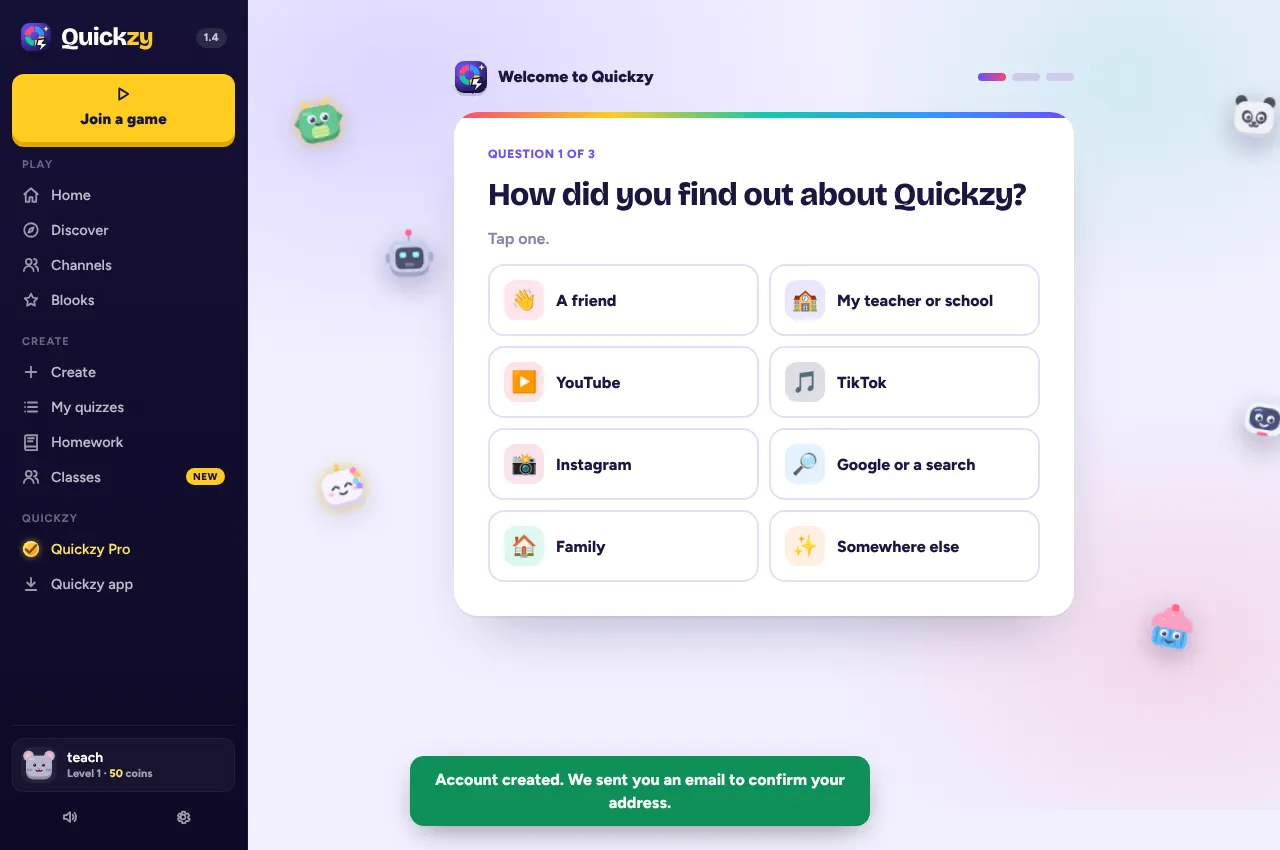 Quickzy
1.4
Join a game
PLAY
Home
Discover
Channels
Blooks
CREATE
Create
My quizzes
Homework
Classes
NEW
QUICKZY
Quickzy Pro
Quickzy app
teach
Level 1 · 50 coins
Welcome to Quickzy
QUESTION 1 OF 3
How did you find out about Quickzy?
Tap one.
A friend
My teacher or school
YouTube
TikTok
Instagram
Google or a search
Family
Somewhere else
Account created. We sent you an email to confirm your
address.